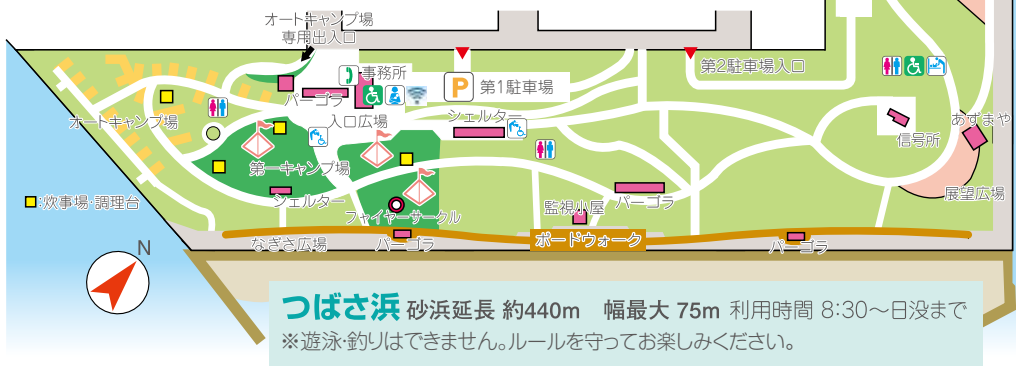 オートキャンプ場
専用出入口
事務所
P 第1駐車場
第2駐車場入口
パーゴラ
入口広場
シェルター
オートキャンプ場
あずまや
信号所
第一キャンプ場
展望広場
:炊事場・調理台
シェルター
ファイヤーサークル
監視小屋
パーゴラ
なぎさ広場
パーゴラ
ボードウォーク
パーゴラ
N
つばさ浜 砂浜延長 約440m 幅最大 75m 利用時間 8:30～日没まで
※遊泳・釣りはできません。ルールを守ってお楽しみください。